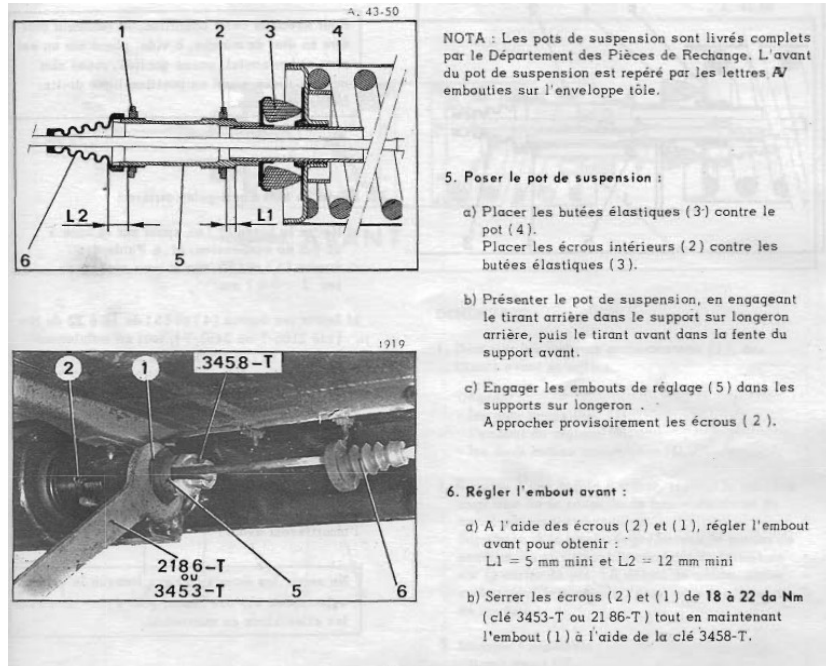 A. 43-50
1 2 3 4
L2 L1
6 5
1919
2 1 3458-T
2186-T
ou
3453-T
5 6
NOTA : Les pots de suspension sont livrés complets
par le Département des Pièces de Rechange. L'avant
du pot de suspension est repéré par les lettres AV
embouties sur l'enveloppe tôle.
5. Poser le pot de suspension :
a) Placer les butées élastiques (3) contre le
pot (4).
Placer les écrous intérieurs (2) contre les
butées élastiques (3).
b) Présenter le pot de suspension, en engageant
le tirant arrière dans le support sur longeron
arrière, puis le tirant avant dans la fente du
support avant.
c) Engager les embouts de réglage (5) dans les
supports sur longeron .
Approcher provisoirement les écrous (2).
6. Régler l'embout avant :
a) A l'aide des écrous (2) et (1), régler l'embout
avant pour obtenir :
L1 = 5 mm mini et L2 = 12 mm mini
b) Serrer les écrous (2) et (1) de 18 à 22 da Nm
(clé 3453-T ou 2186-T) tout en maintenant
l'embout (1) à l'aide de la clé 3458-T.